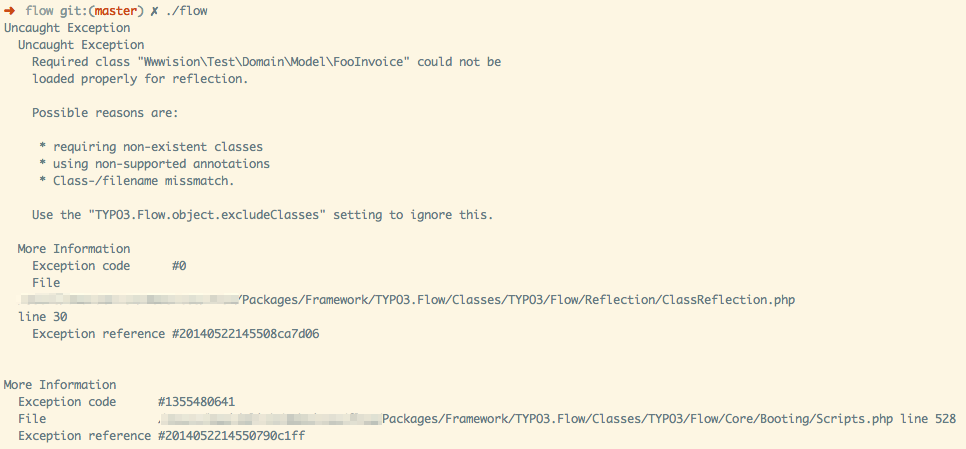 ➜ flow git:(master) ✗ ./flow
Uncaught Exception
Uncaught Exception
Required class "Wwwision\Test\Domain\Model\FooInvoice" could not be
loaded properly for reflection.
Possible reasons are:
* requiring non-existent classes
* using non-supported annotations
* Class-/filename missmatch.
Use the "TYPO3.Flow.object.excludeClasses" setting to ignore this.
More Information
Exception code #0
File
/Packages/Framework/TYPO3.Flow/Classes/TYPO3/Flow/Reflection/ClassReflection.php
line 30
Exception reference #20140522145508ca7d06
More Information
Exception code #1355480641
File Packages/Framework/TYPO3.Flow/Classes/TYPO3/Flow/Core/Booting/Scripts.php line 528
Exception reference #2014052214550790c1ff